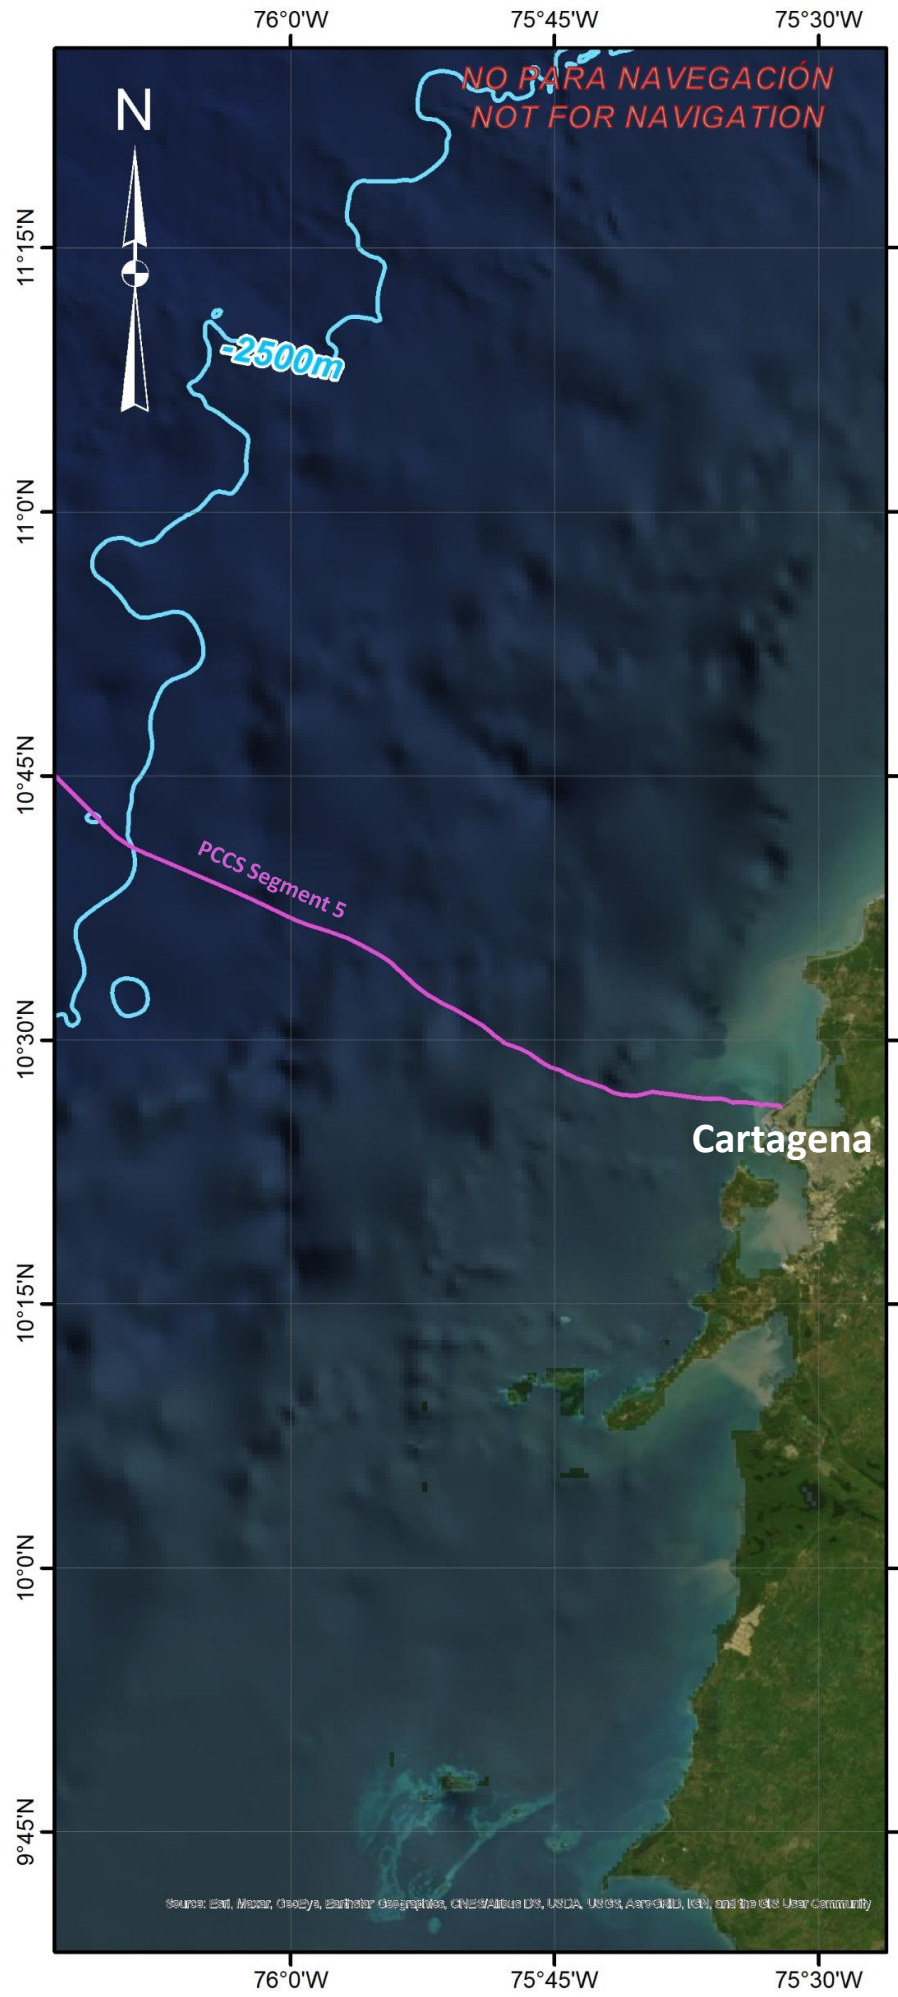 76°0'W 75°45'W 75°30'W
NO PARA NAVEGACIÓN
NOT FOR NAVIGATION
N
11°15'N
-2500m
11°0'N
10°45'N
PCCS Segment 5
10°30'N
Cartagena
10°15'N
10°0'N
9°45'N
Source: Esri, Maxar, GeoEye, Earthstar Geographics, CNES/Airbus DS, USDA, USGS, AeroGRID, IGN, and the GIS User Community
76°0'W 75°45'W 75°30'W